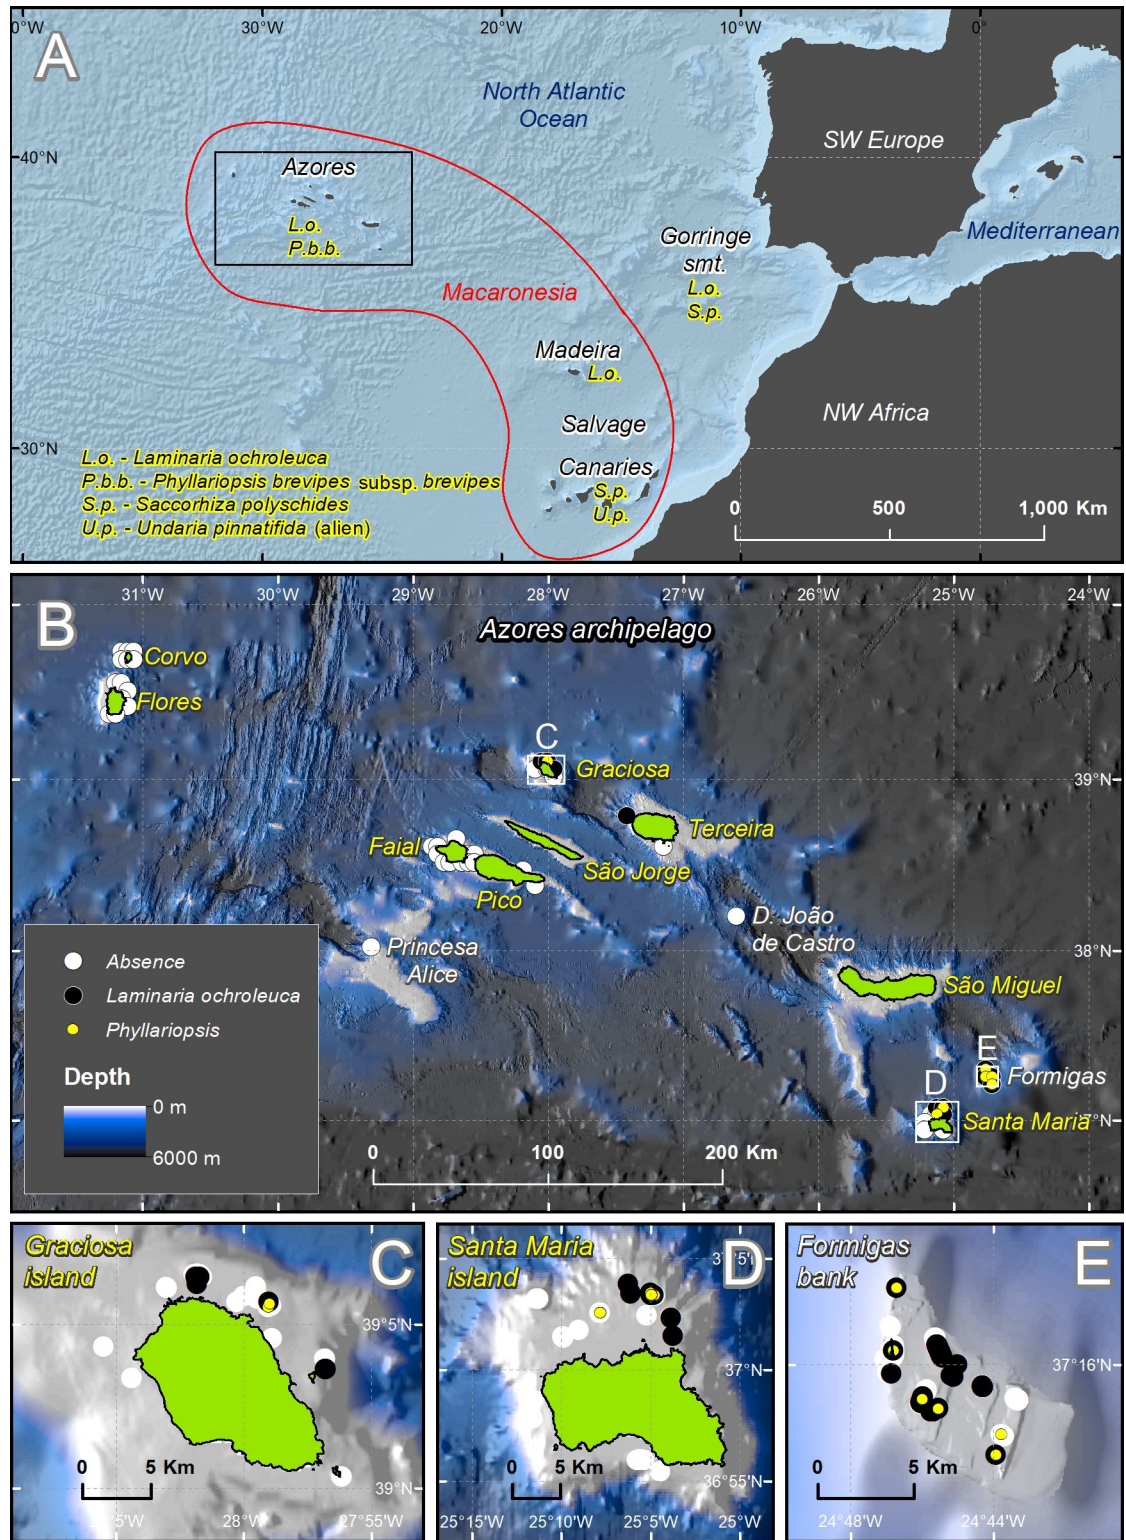 0°W
30°W
20°W
10°W
0°
A
North Atlantic
Ocean
SW Europe
40°N
Azores
L.o.
P.b.b.
Gorringe
smt.
L.o.
S.p.
Mediterranean
Macaronesia
Madeira
L.o.
NW Africa
Salvage
30°N
Canaries
S.p.
U.p.
L.o. - Laminaria ochroleuca
P.b.b. - Phyllariopsis brevipes subsp. brevipes
S.p. - Saccorhiza polyschides
U.p. - Undaria pinnatifida (alien)
0 500 1,000 Km
31°W
30°W
29°W
28°W
27°W
26°W
25°W
24°W
B
Azores archipelago
Corvo
Flores
C
Graciosa
39°N
Terceira
Faial
São Jorge
Pico
D. João
de Castro
Princesa
Alice
38°N
São Miguel
E
Formigas
D
Santa Maria
37°N
Absence
Laminaria ochroleuca
Phyllariopsis
Depth
0 m
6000 m
0 100 200 Km
Graciosa
island
C
39°5'N
0 5 Km
39°N
5'W
28°W
27°55'W
Santa Maria
island
D
37°5'N
37°N
0 5 Km
36°55'N
25°15'W
25°10'W
25°5'W
25°W
Formigas
bank
E
37°16'N
0 5 Km
24°48'W
24°44'W